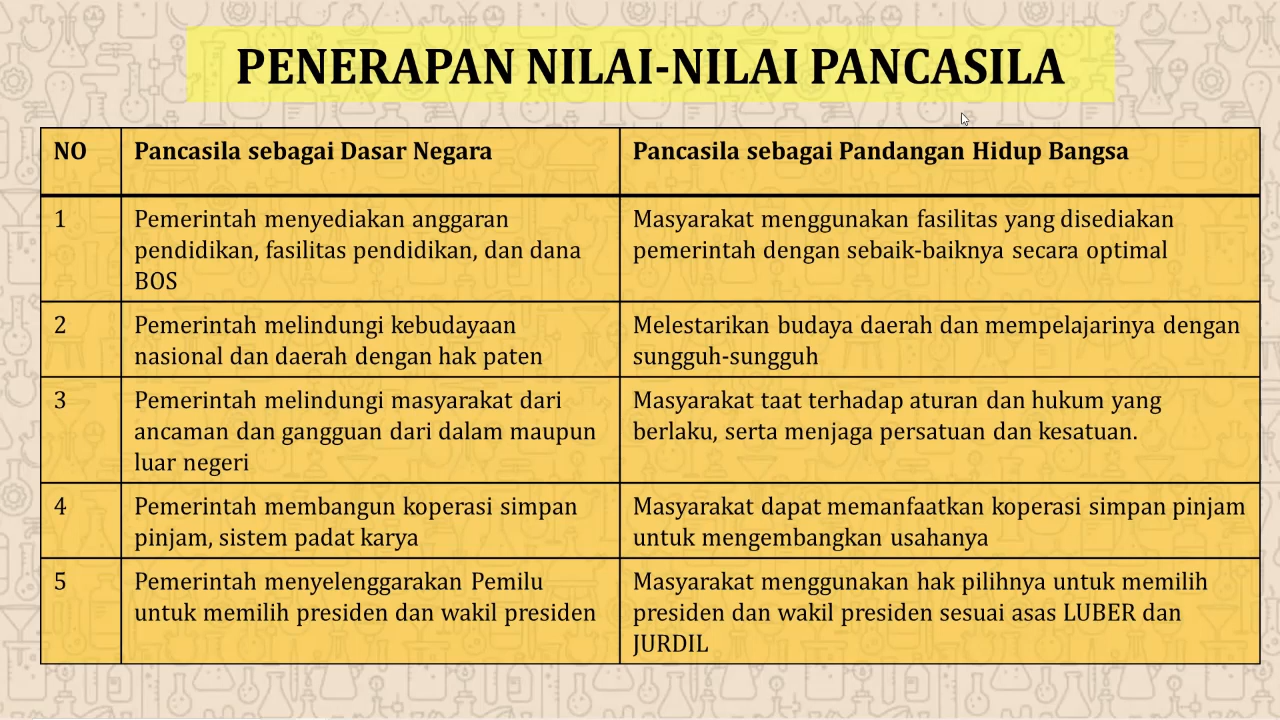 PENERAPAN NILAI-NILAI PANCASILA
NO
Pancasila sebagai Dasar Negara
Pancasila sebagai Pandangan Hidup Bangsa
1
Pemerintah menyediakan anggaran
pendidikan, fasilitas pendidikan, dan dana
BOS
Masyarakat menggunakan fasilitas yang disediakan
pemerintah dengan sebaik-baiknya secara optimal
2
Pemerintah melindungi kebudayaan
nasional dan daerah dengan hak paten
Melestarikan budaya daerah dan mempelajarinya dengan
sungguh-sungguh
3
Pemerintah melindungi masyarakat dari
ancaman dan gangguan dari dalam maupun
luar negeri
Masyarakat taat terhadap aturan dan hukum yang
berlaku, serta menjaga persatuan dan kesatuan.
4
Pemerintah membangun koperasi simpan
pinjam, sistem padat karya
Masyarakat dapat memanfaatkan koperasi simpan pinjam
untuk mengembangkan usahanya
5
Pemerintah menyelenggarakan Pemilu
untuk memilih presiden dan wakil presiden
Masyarakat menggunakan hak pilihnya untuk memilih
presiden dan wakil presiden sesuai asas LUBER dan
JURDIL